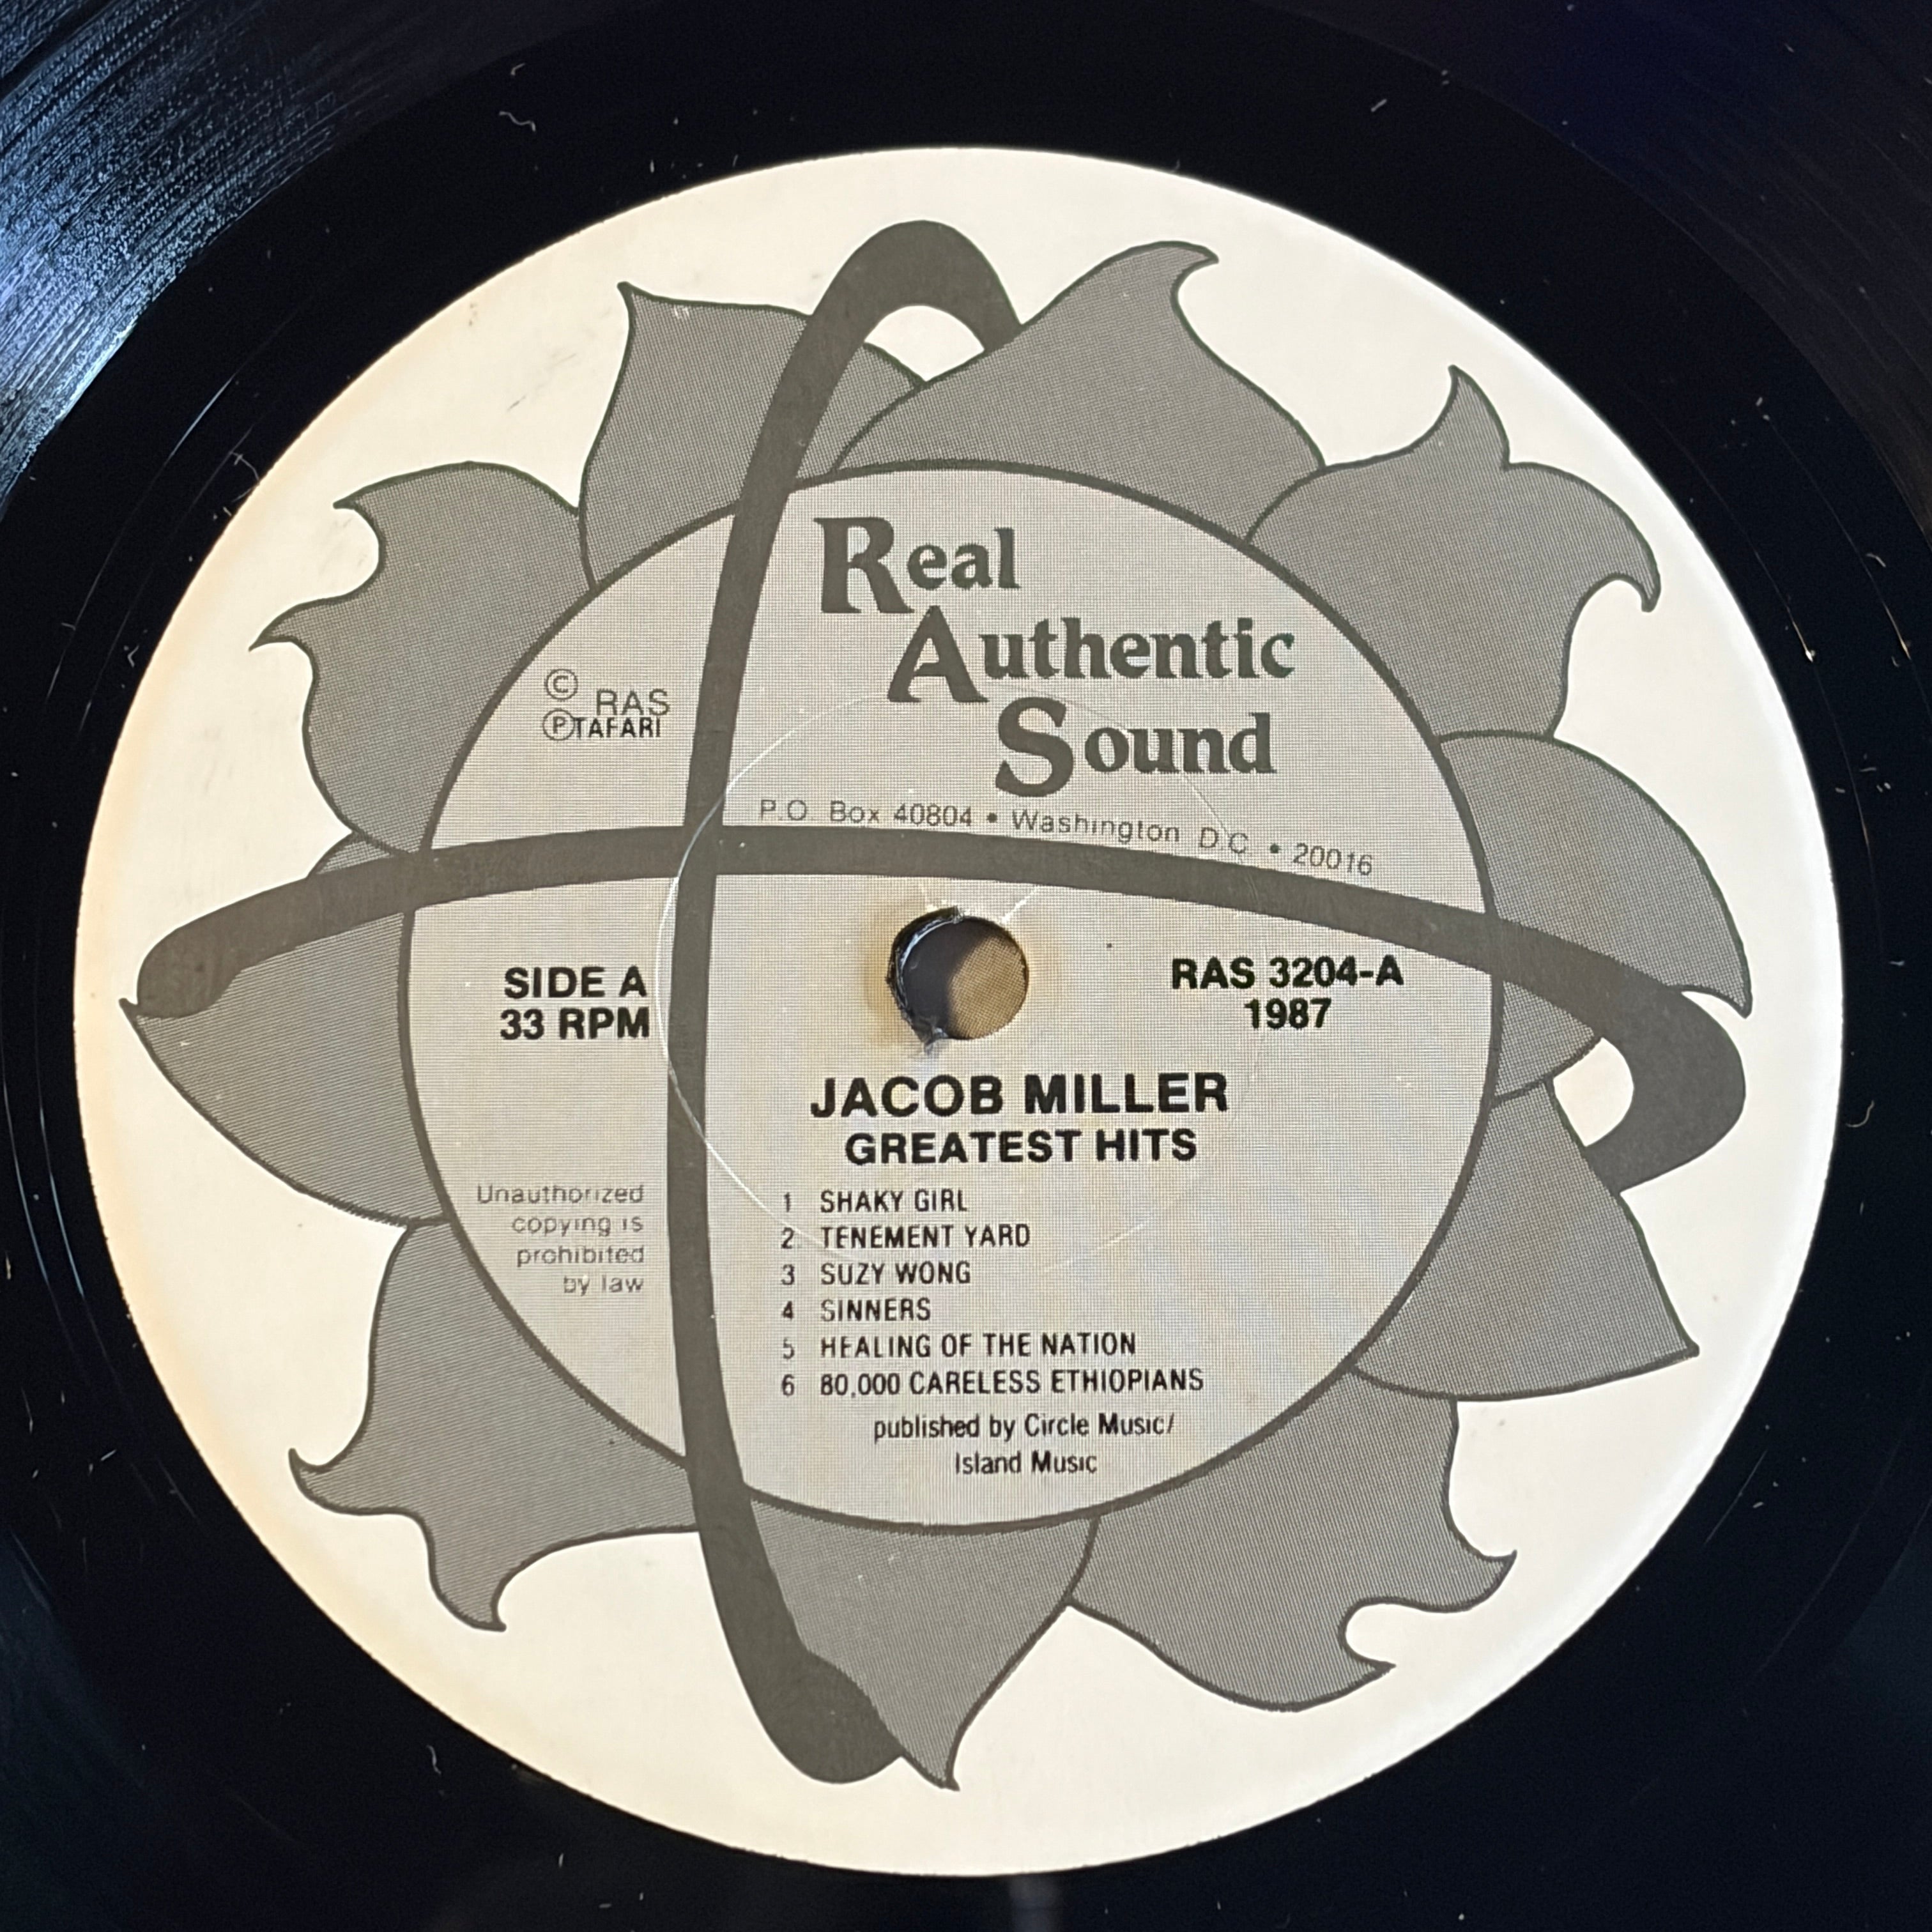 Real
Authentic
Sound
© RAS
℗TAFARI
P.O. Box 40804 • Washington D.C. • 20016
SIDE A
33 RPM
RAS 3204-A
1987
JACOB MILLER
GREATEST HITS
1 SHAKY GIRL
2 TENEMENT YARD
3 SUZY WONG
4 SINNERS
5 HEALING OF THE NATION
6 80,000 CARELESS ETHIOPIANS
published by Circle Music/
Island Music
Unauthorized
copying is
prohibited
by law